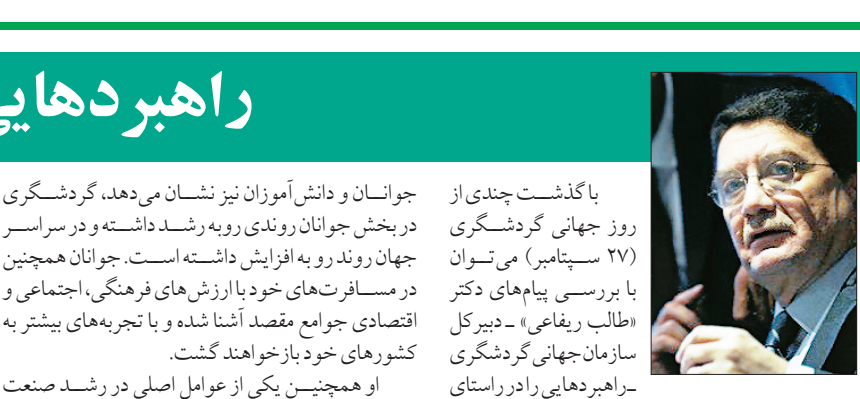 راهبردهایی
با گذشت چندی از
روز جهانی گردشگری
(۲۷ سپتامبر) می‌توان
با بررسی پیام‌های دکتر
«طالب ریفاعی» ـ دبیرکل
سازمان جهانی گردشگری
ـ راهبردهایی را در راستای
جوانان و دانش‌آموزان نیز نشان می‌دهد، گردشگری
در بخش جوانان روندی رو به رشد داشته و در سراسر
جهان روند رو به افزایش داشته است. جوانان همچنین
در مسافرت‌های خود با ارزش‌های فرهنگی، اجتماعی و
اقتصادی جوامع مقصد آشنا شده و با تجربه‌های بیشتر به
کشورهای خود بازخواهند گشت.
او همچنین یکی از عوامل اصلی در رشد صنعت